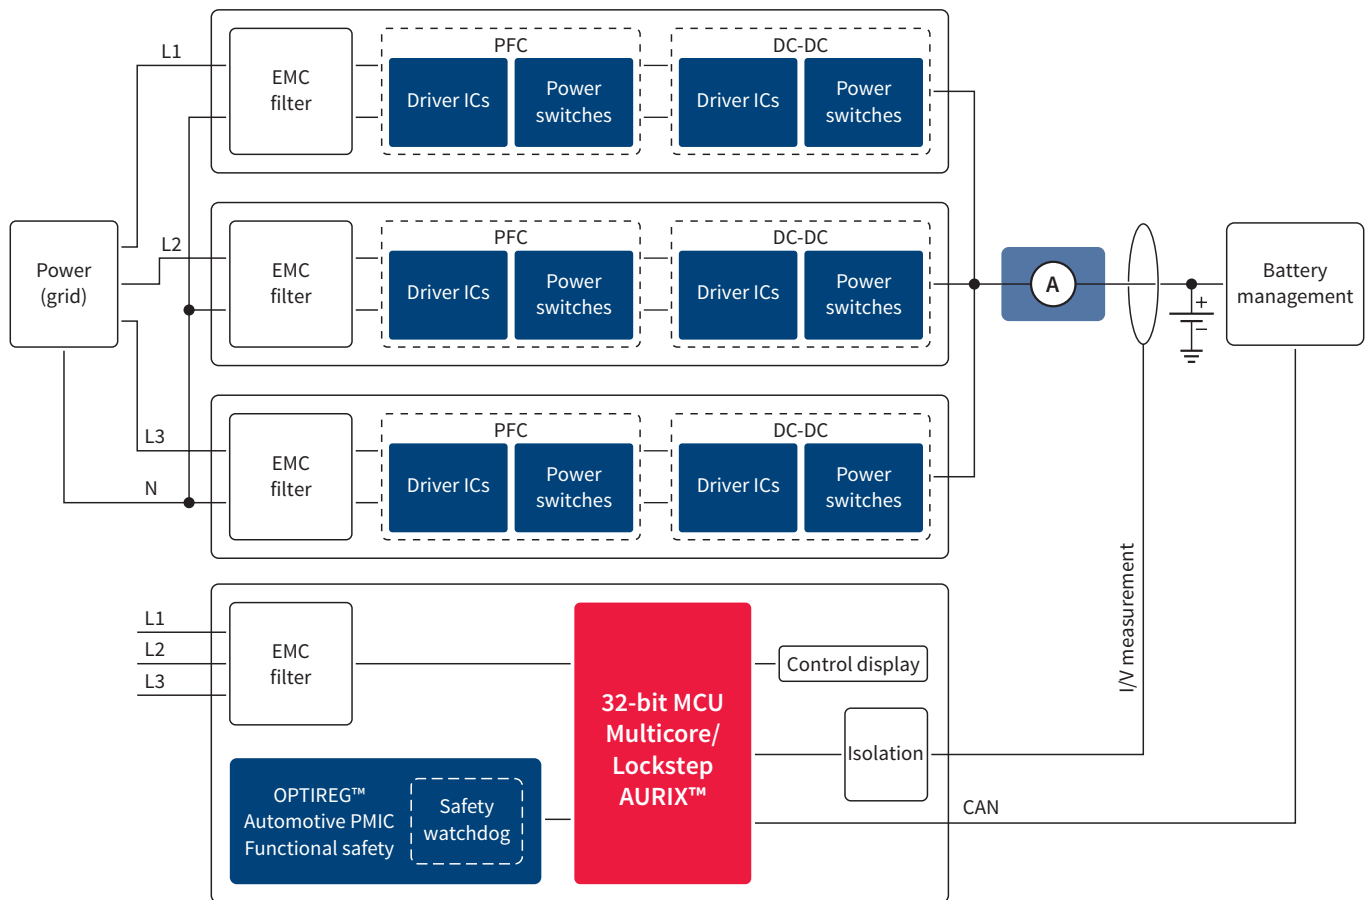 L1
EMC
filter
PFC
Driver ICs
Power
switches
DC-DC
Driver ICs
Power
switches
Power
(grid)
L2
EMC
filter
PFC
Driver ICs
Power
switches
DC-DC
Driver ICs
Power
switches
A
+
−
Battery
management
L3
N
EMC
filter
PFC
Driver ICs
Power
switches
DC-DC
Driver ICs
Power
switches
I/V measurement
L1
L2
L3
EMC
filter
32-bit MCU
Multicore/
Lockstep
AURIX™
Control display
Isolation
CAN
OPTIREG™
Automotive PMIC
Functional safety
Safety
watchdog